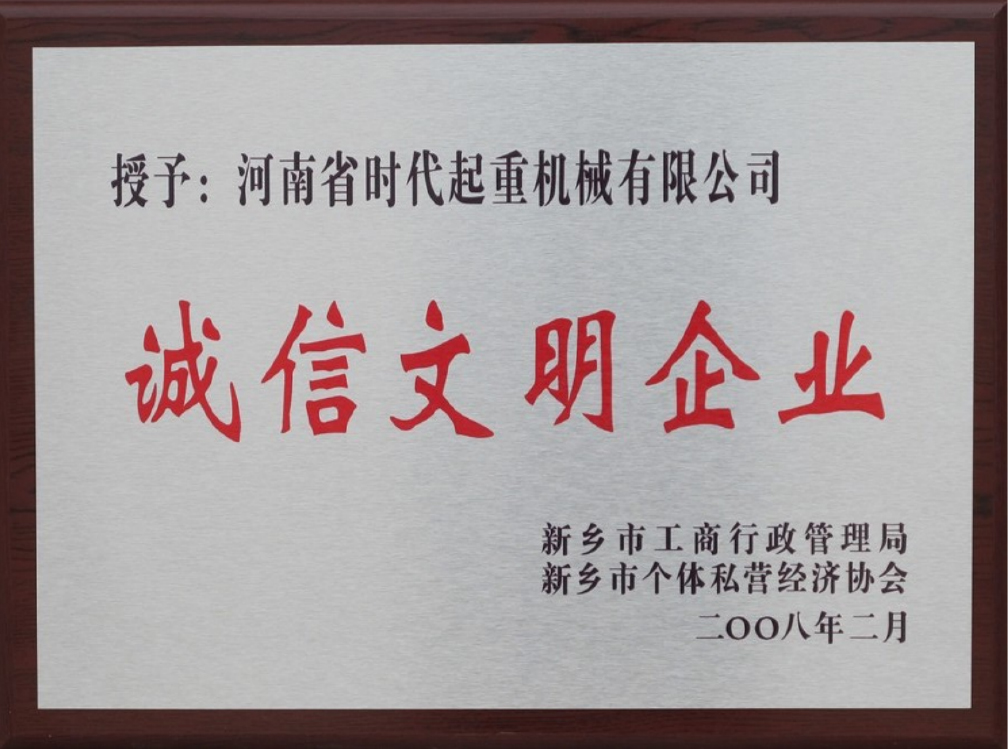 授予：河南省时代起重机械有限公司
诚信文明企业
新乡市工商行政管理局
新乡市个体私营经济协会
二〇〇八年二月